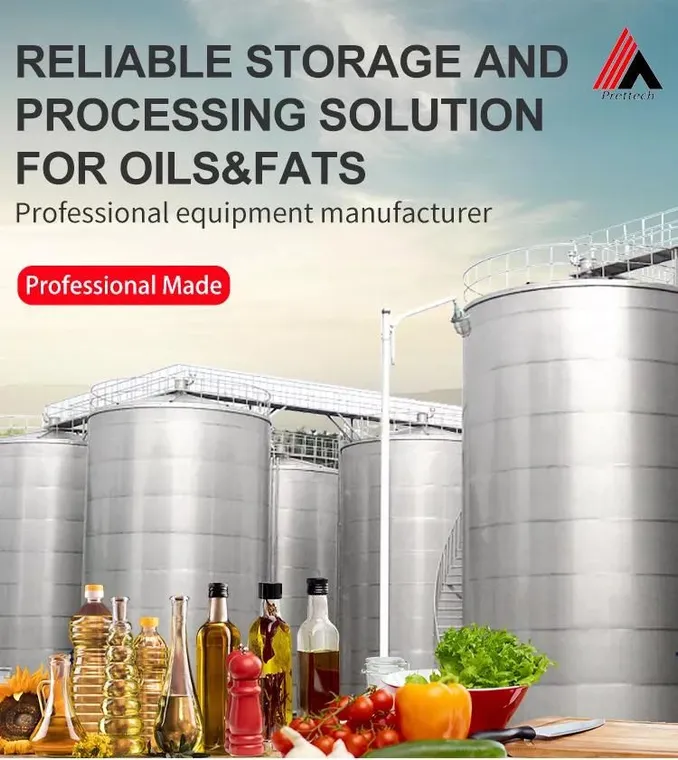 RELIABLE STORAGE AND
PROCESSING SOLUTION
FOR OILS&FATS
Prettech
Professional equipment manufacturer
Professional Made